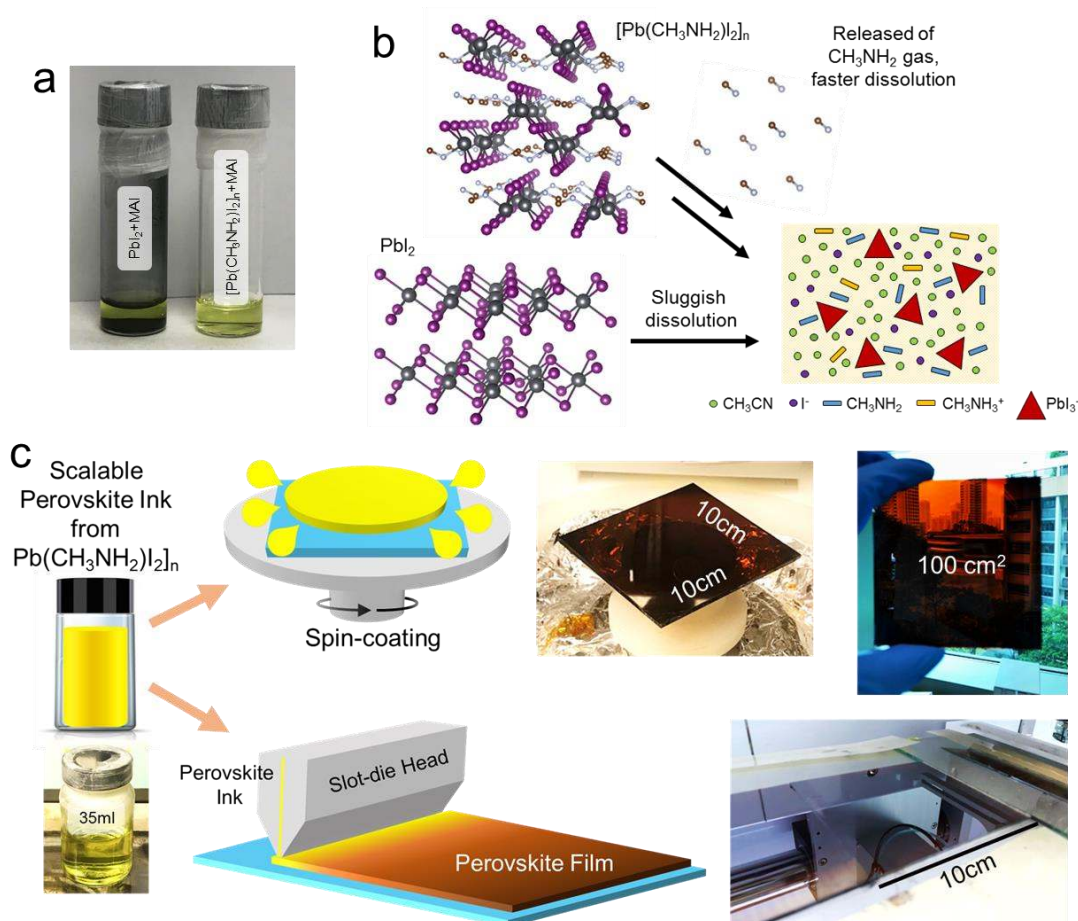 a
PbI₂+MAI
[Pb(CH₃NH₂)I₂]ₙ+MAI
b
[Pb(CH₃NH₂)I₂]ₙ
Released of
CH₃NH₂ gas,
faster dissolution
PbI₂
Sluggish
dissolution
CH₃CN
I⁻
CH₃NH₂
CH₃NH₃⁺
PbI₃⁻
c
Scalable
Perovskite Ink
from
Pb(CH₃NH₂)I₂]ₙ
Spin-coating
10cm
10cm
100 cm²
35ml
Perovskite
Ink
Slot-die Head
Perovskite Film
10cm